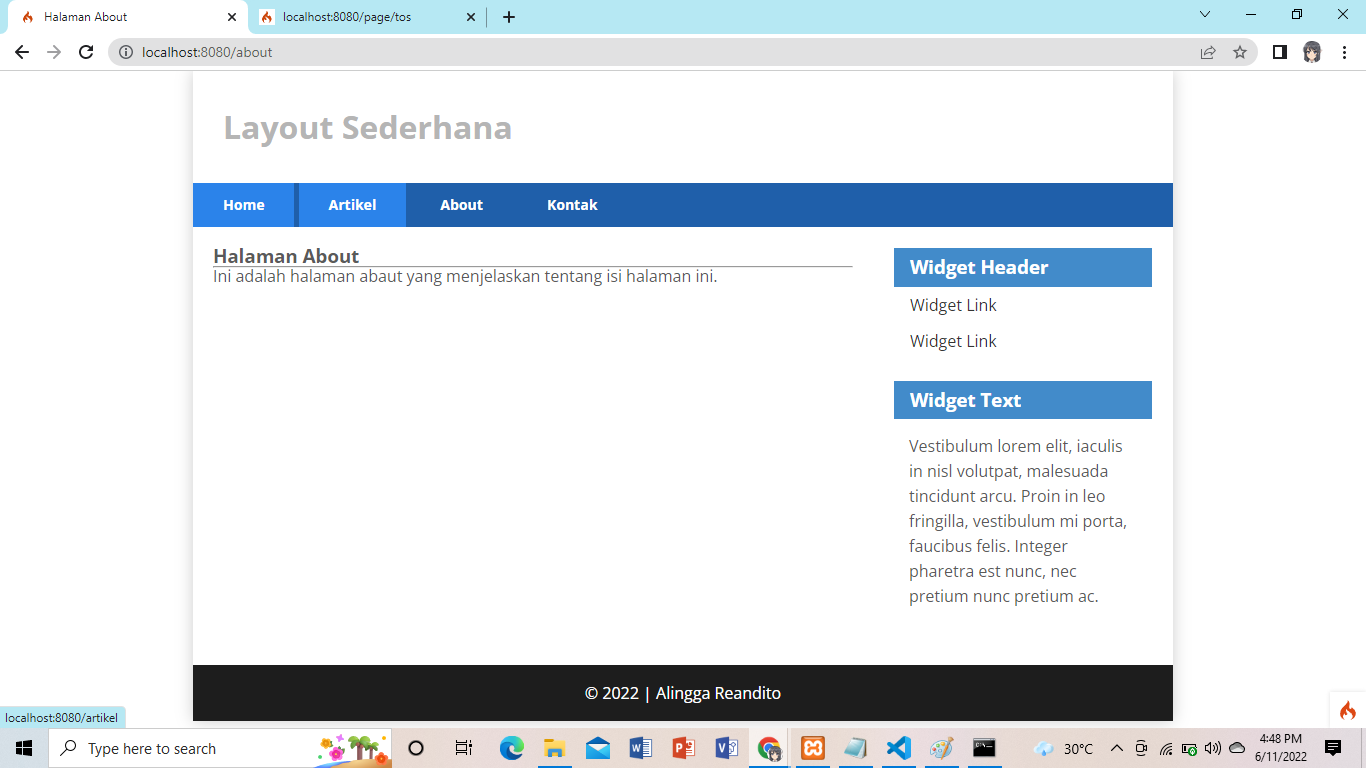 Halaman About
localhost:8080/page/tos
localhost:8080/about
Layout Sederhana
Home Artikel About Kontak
Halaman About
Ini adalah halaman abaut yang menjelaskan tentang isi halaman ini.
Widget Header
Widget Link
Widget Link
Widget Text
Vestibulum lorem elit, iaculis
in nisl volutpat, malesuada
tincidunt arcu. Proin in leo
fringilla, vestibulum mi porta,
faucibus felis. Integer
pharetra est nunc, nec
pretium nunc pretium ac.
© 2022 | Alingga Reandito
localhost:8080/artikel
Type here to search
30°C
4:48 PM
6/11/2022